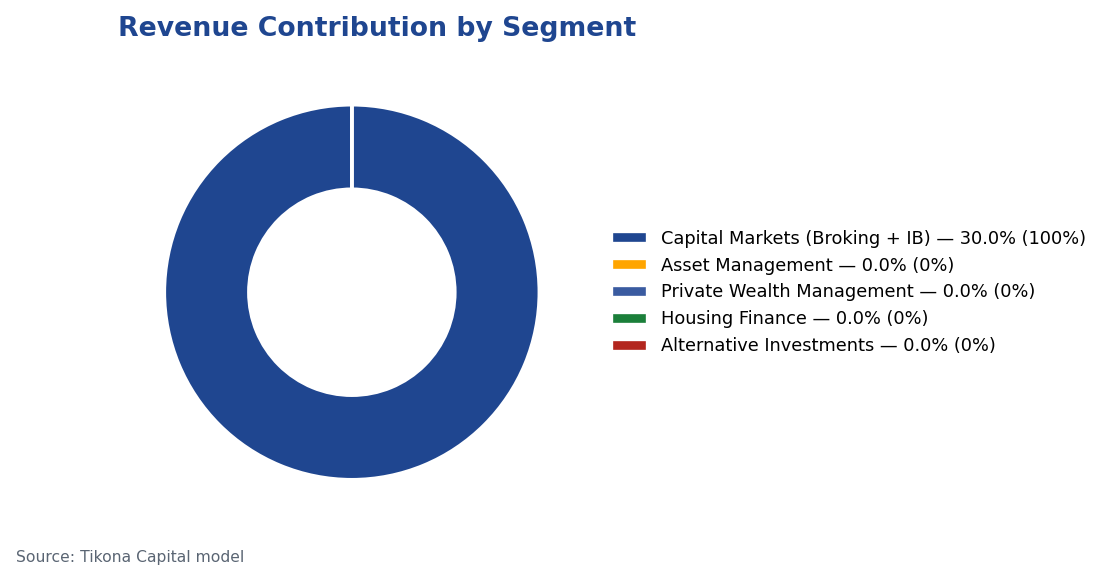 Revenue Contribution by Segment
Capital Markets (Broking + IB) — 30.0% (100%)
Asset Management — 0.0% (0%)
Private Wealth Management — 0.0% (0%)
Housing Finance — 0.0% (0%)
Alternative Investments — 0.0% (0%)
Source: Tikona Capital model